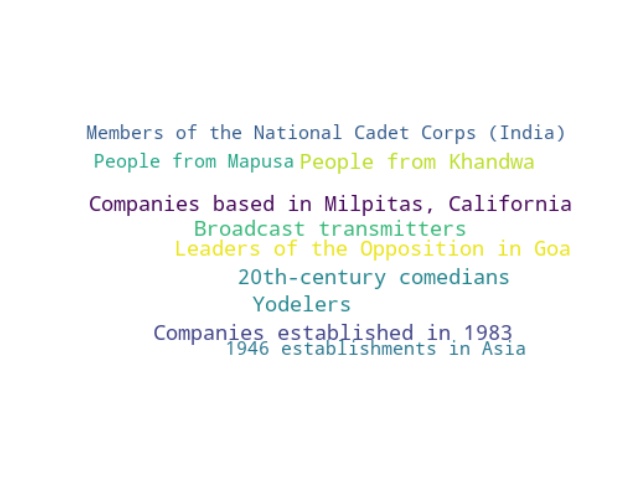 Members of the National Cadet Corps (India)
People from Mapusa People from Khandwa
Companies based in Milpitas, California
Broadcast transmitters
Leaders of the Opposition in Goa
20th-century comedians
Yodelers
Companies established in 1983
1946 establishments in Asia